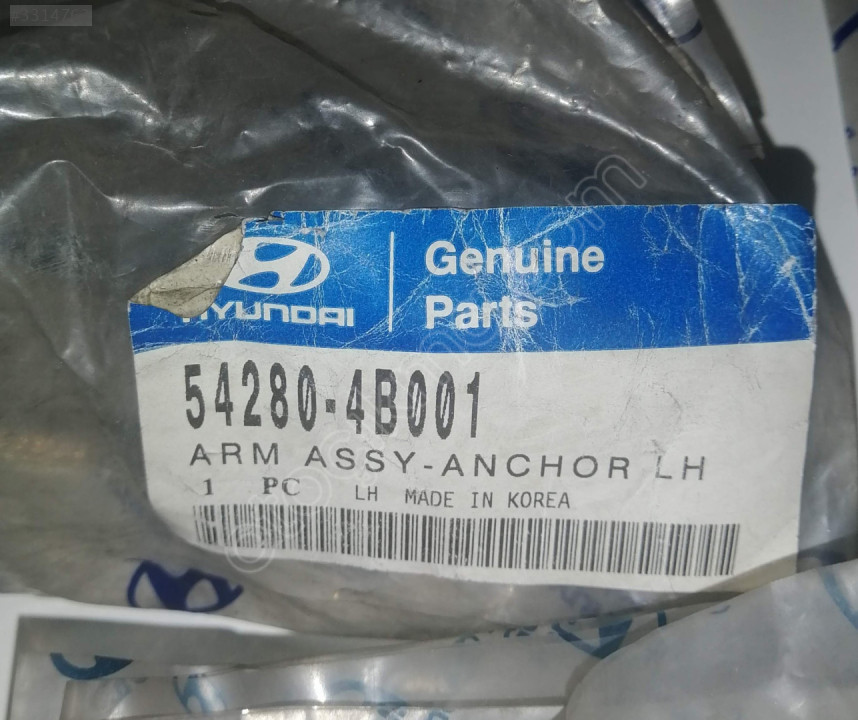 HYUNDAI
Genuine
Parts
54280-4B001
ARM ASSY-ANCHOR LH
1 PC LH MADE IN KOREA